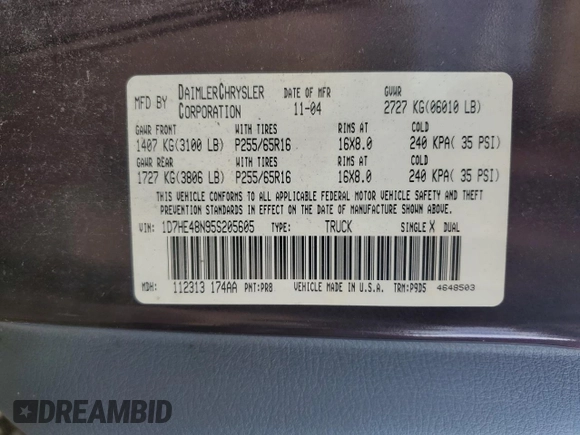 MFD BY DAIMLERCHRYSLER CORPORATION DATE OF MFR 11-04 GVWR 2727 KG(06010 LB)
GAWR FRONT WITH TIRES RIMS AT COLD
1407 KG(3100 LB) P255/65R16 16X8.0 240 KPA( 35 PSI)
GAWR REAR WITH TIRES RIMS AT COLD
1727 KG(3806 LB) P255/65R16 16X8.0 240 KPA( 35 PSI)
THIS VEHICLE CONFORMS TO ALL APPLICABLE FEDERAL MOTOR VEHICLE SAFETY AND THEFT
PREVENTION STANDARDS IN EFFECT ON THE DATE OF MANUFACTURE SHOWN ABOVE.
VIN: 1D7HE48N95S205605 TYPE: TRUCK SINGLE X DUAL
MDH: 112313 174AA PNT:PR8 VEHICLE MADE IN U.S.A. TRM:P9D5 4648503
DREAMBID